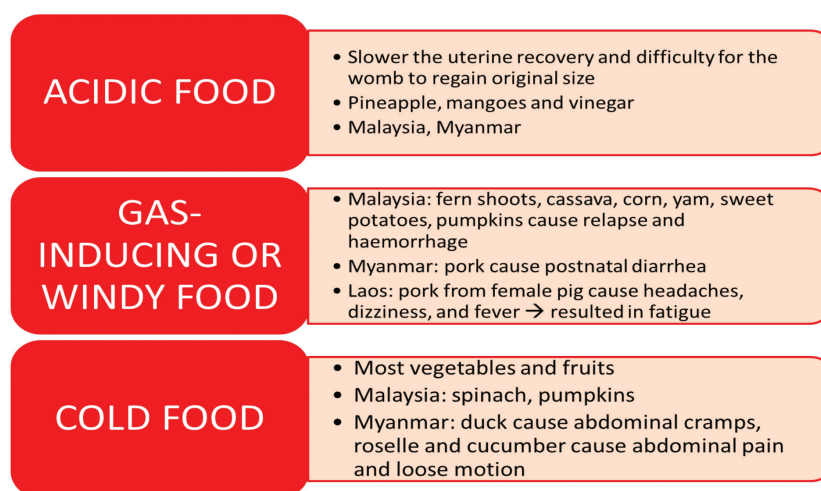 ACIDIC FOOD
• Slower the uterine recovery and difficulty for the
womb to regain original size
• Pineapple, mangoes and vinegar
• Malaysia, Myanmar
GAS-
INDUCING OR
WINDY FOOD
• Malaysia: fern shoots, cassava, corn, yam, sweet
potatoes, pumpkins cause relapse and
haemorrhage
• Myanmar: pork cause postnatal diarrhea
• Laos: pork from female pig cause headaches,
dizziness, and fever → resulted in fatigue
COLD FOOD
• Most vegetables and fruits
• Malaysia: spinach, pumpkins
• Myanmar: duck cause abdominal cramps,
roselle and cucumber cause abdominal pain
and loose motion